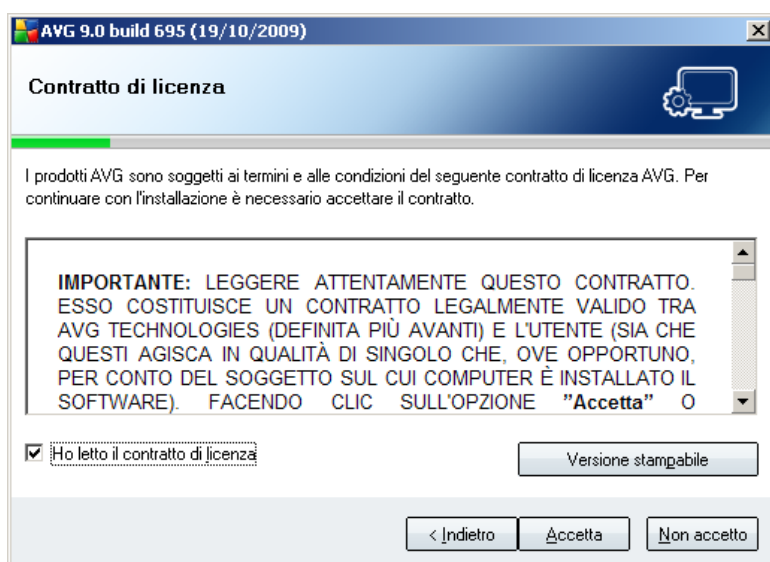 AVG 9.0 build 695 (19/10/2009)
Contratto di licenza
I prodotti AVG sono soggetti ai termini e alle condizioni del seguente contratto di licenza AVG. Per
continuare con l'installazione è necessario accettare il contratto.
IMPORTANTE: LEGGERE ATTENTAMENTE QUESTO CONTRATTO.
ESSO COSTITUISCE UN CONTRATTO LEGALMENTE VALIDO TRA
AVG TECHNOLOGIES (DEFINITA PIÙ AVANTI) E L'UTENTE (SIA CHE
QUESTI AGISCA IN QUALITÀ DI SINGOLO CHE, OVE OPPORTUNO,
PER CONTO DEL SOGGETTO SUL CUI COMPUTER È INSTALLATO IL
SOFTWARE). FACENDO CLIC SULL'OPZIONE ”Accetta” O
Ho letto il contratto di licenza
Versione stampabile
< Indietro
Accetta
Non accetto